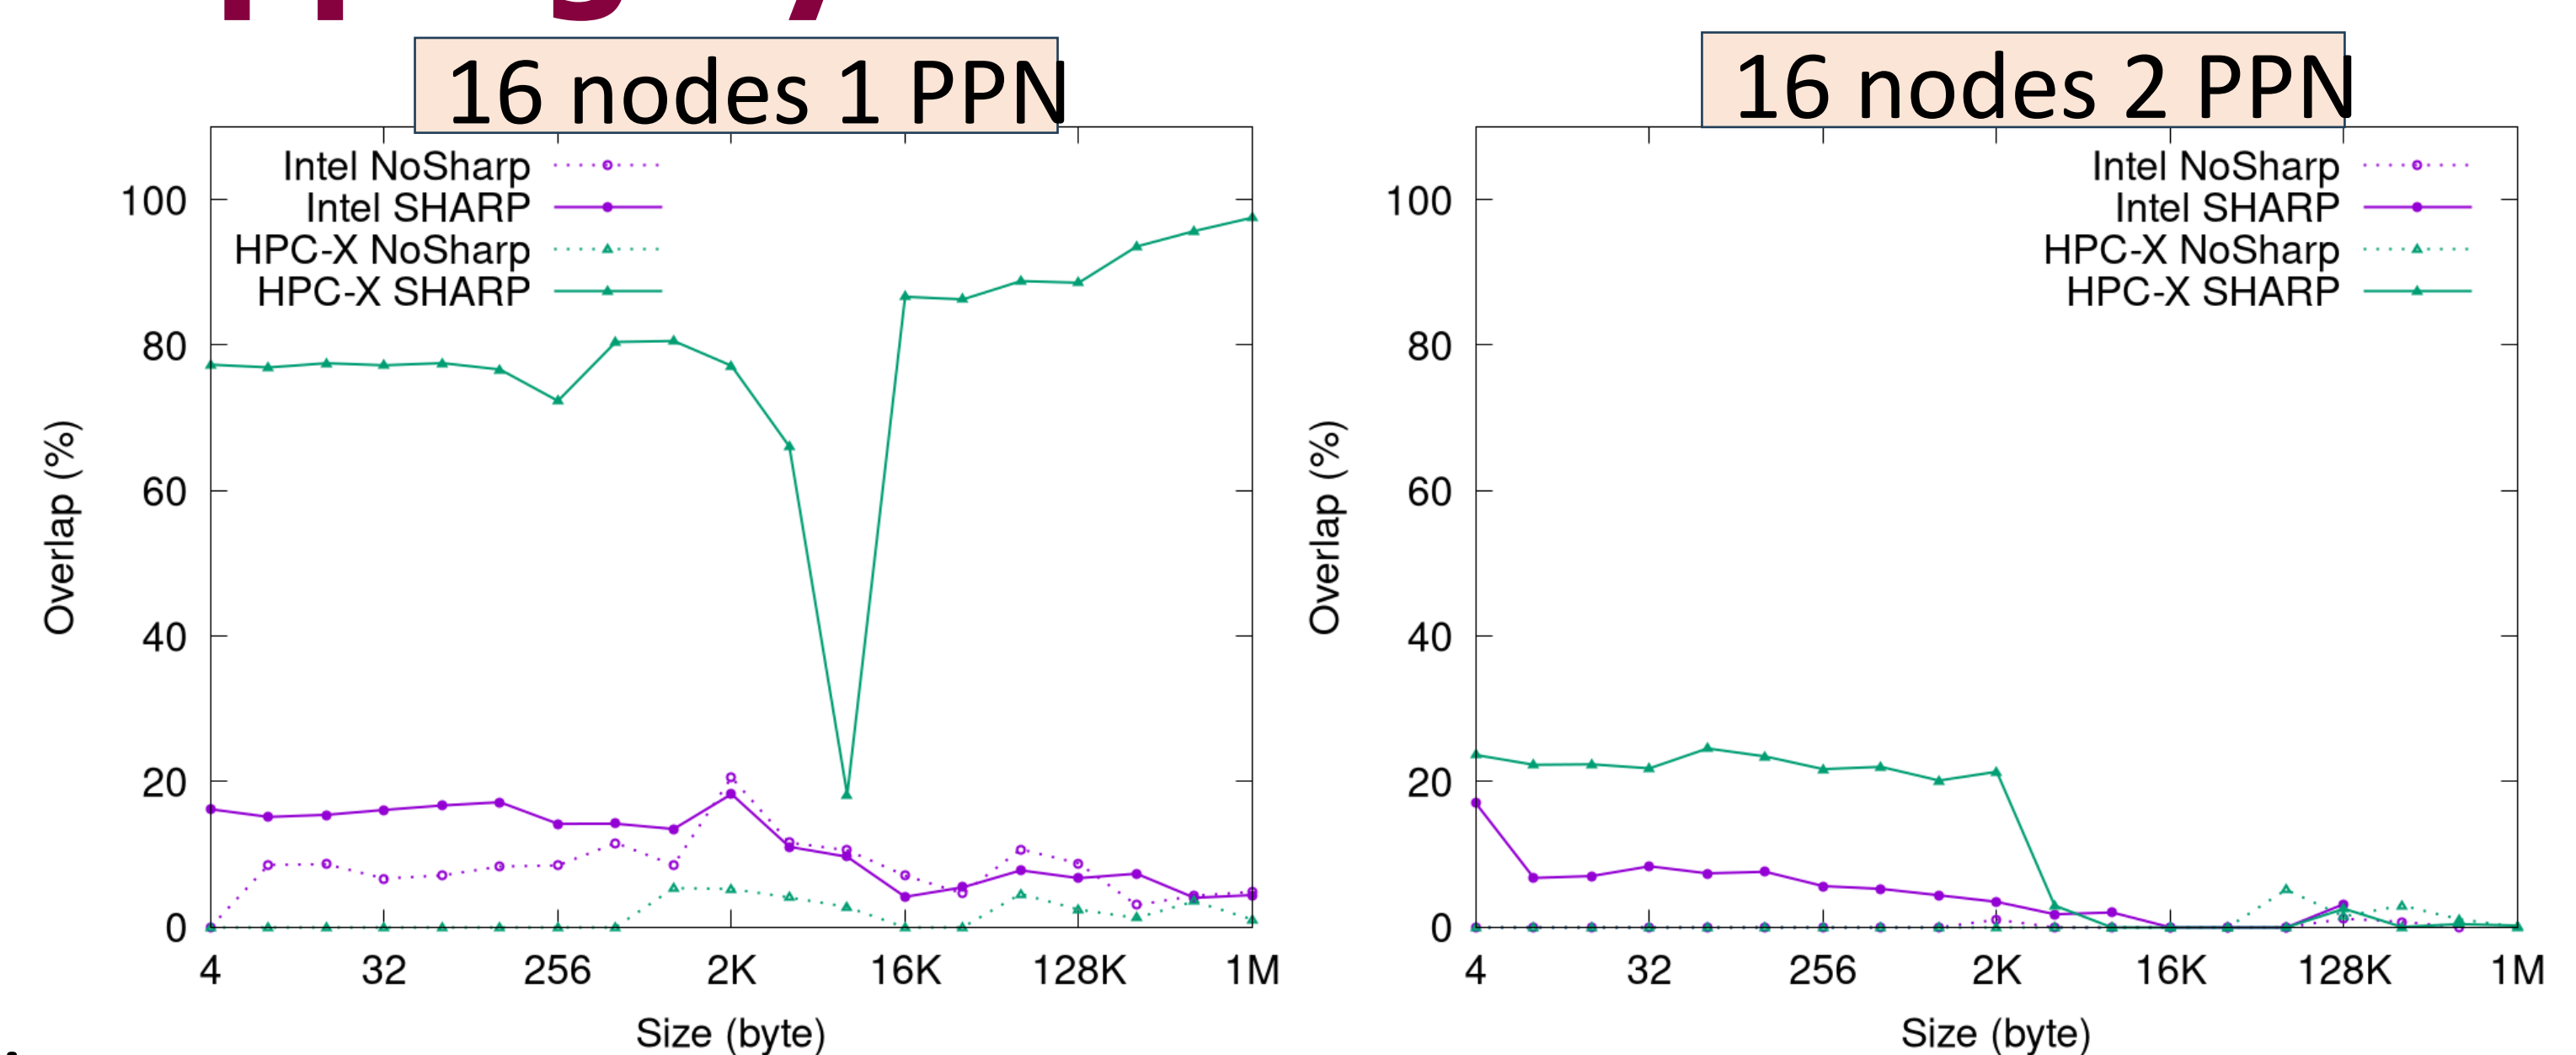 16 nodes 1 PPN
Intel NoSharp
Intel SHARP
HPC-X NoSharp
HPC-X SHARP
100
80
60
40
20
0
Overlap (%)
4 32 256 2K 16K 128K 1M
Size (byte)
16 nodes 2 PPN
Intel NoSharp
Intel SHARP
HPC-X NoSharp
HPC-X SHARP
100
80
60
40
20
0
Overlap (%)
4 32 256 2K 16K 128K 1M
Size (byte)